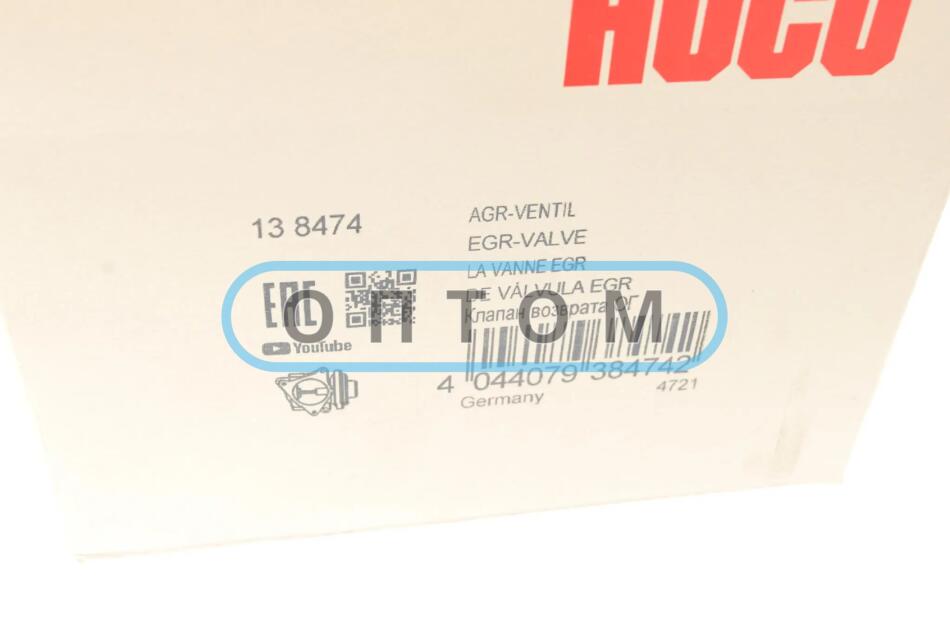 HUCO
13 8474
AGR-VENTIL
EGR-VALVE
LA VANNE EGR
DE VÁLVULA EGR
Клапан возврата ОГ
EAC
YouTube
ОПТОМ
4 044079 384742
4721
Germany